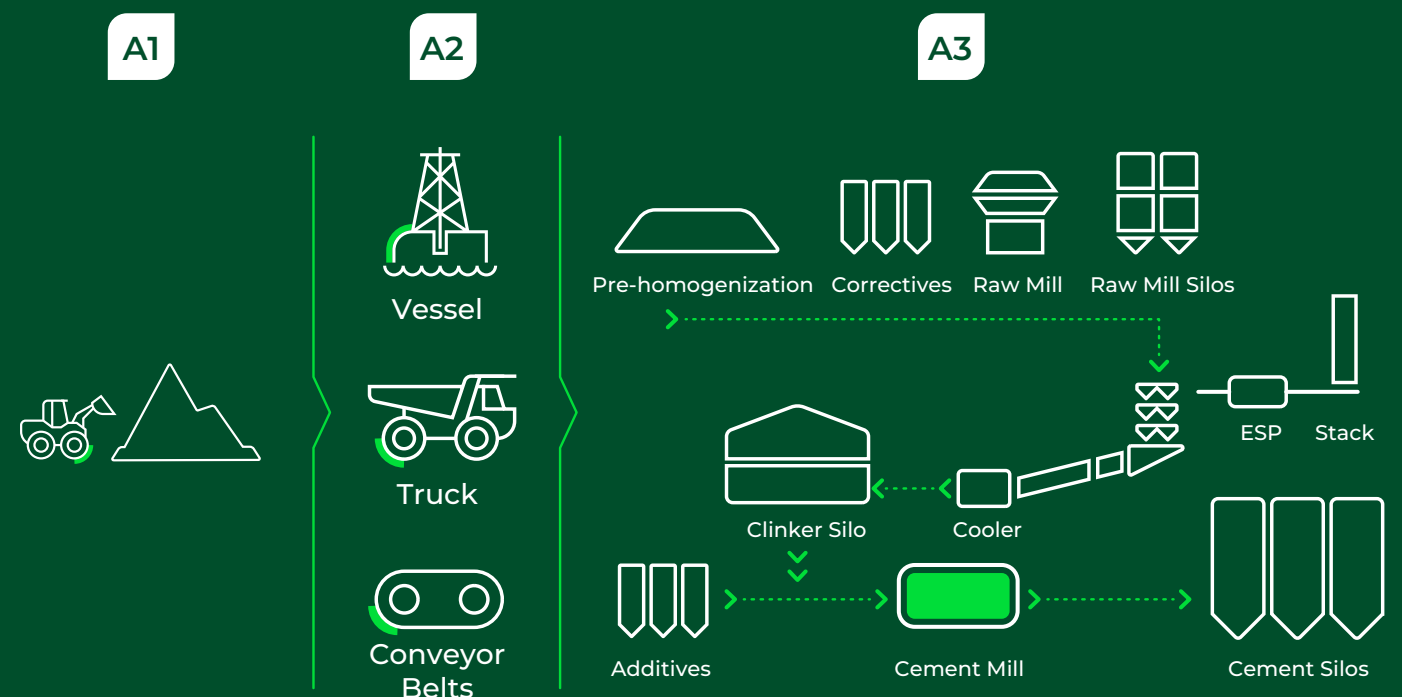 A1
A2
A3
Vessel
Truck
Conveyor
Belts
Pre-homogenization
Correctives
Raw Mill
Raw Mill Silos
ESP
Stack
Clinker Silo
Cooler
Additives
Cement Mill
Cement Silos